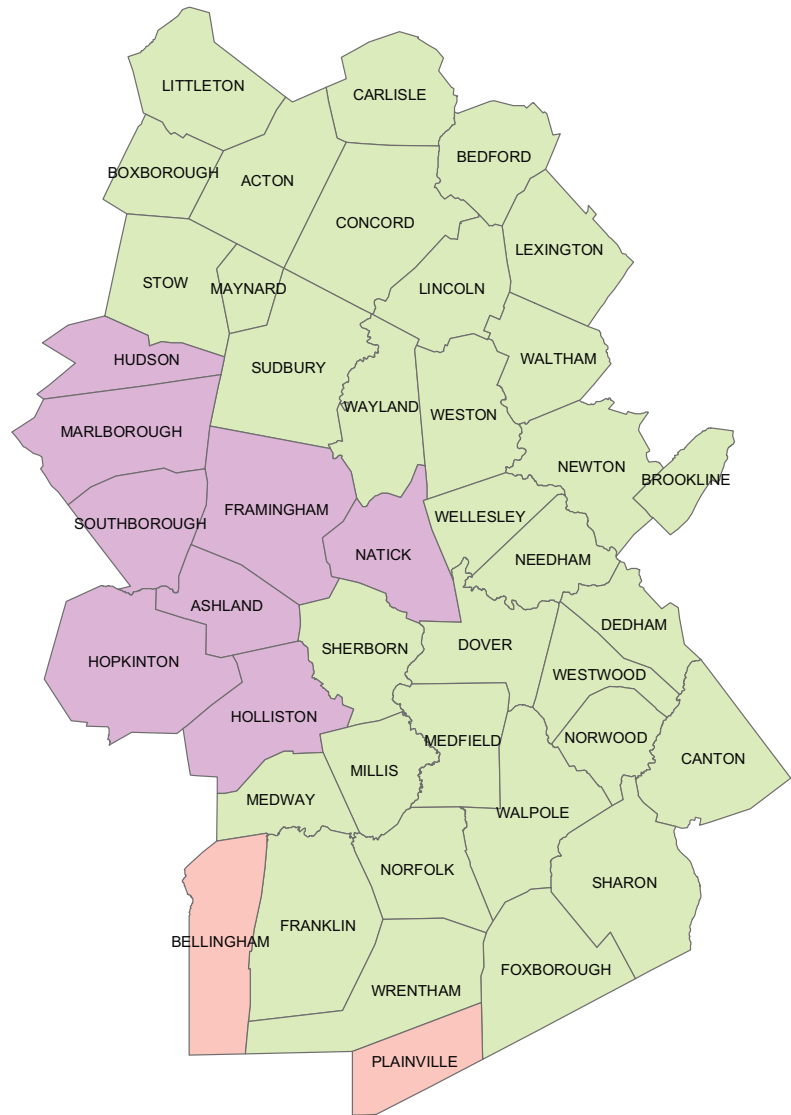 LITTLETON
CARLISLE
BEDFORD
BOXBOROUGH
ACTON
CONCORD
LEXINGTON
STOW
MAYNARD
LINCOLN
HUDSON
SUDBURY
WALTHAM
WAYLAND
WESTON
MARLBOROUGH
NEWTON
BROOKLINE
SOUTHBOROUGH
FRAMINGHAM
WELLESLEY
NATICK
NEEDHAM
ASHLAND
DEDHAM
SHERBORN
DOVER
HOPKINTON
WESTWOOD
HOLLISTON
MEDFIELD
NORWOOD
CANTON
MILLIS
MEDWAY
WALPOLE
NORFOLK
SHARON
FRANKLIN
BELLINGHAM
FOXBOROUGH
WRENTHAM
PLAINVILLE